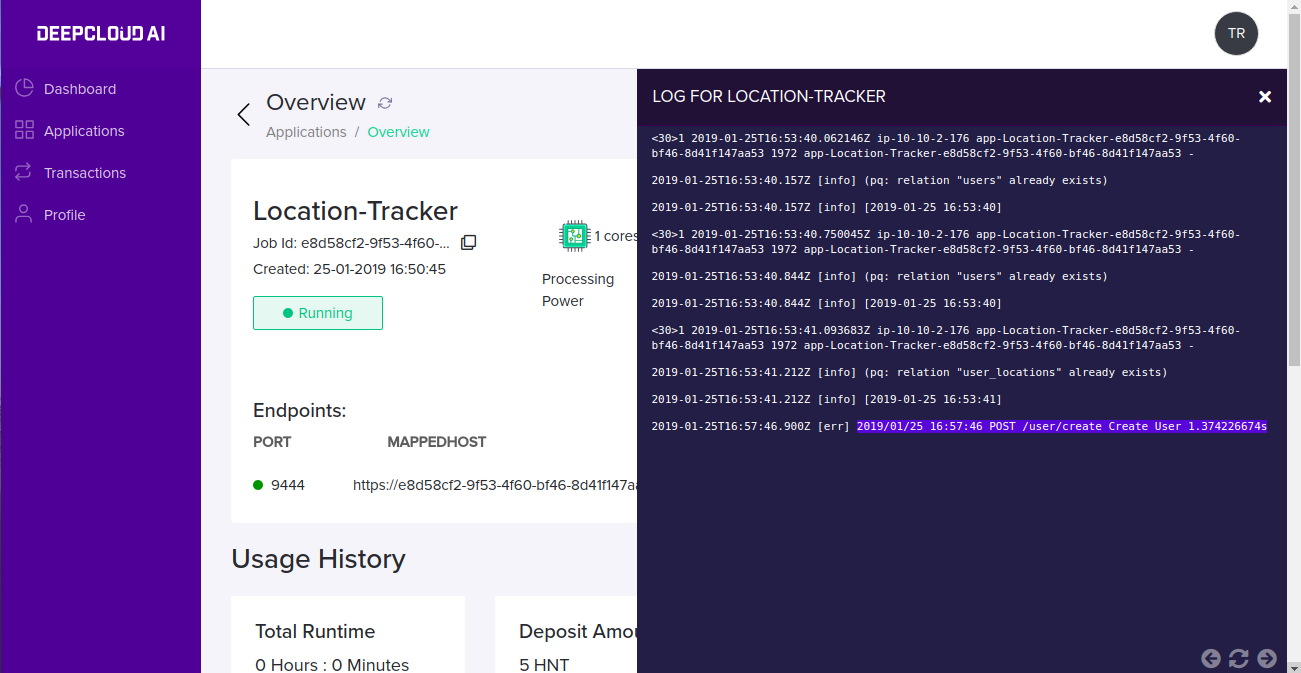 DEEPCLOUD AI
TR
Dashboard
Applications
Transactions
Profile
Overview
Applications / Overview
Location-Tracker
Job Id: e8d58cf2-9f53-4f60-...
Created: 25-01-2019 16:50:45
Running
1 cores
Processing
Power
Endpoints:
PORT MAPPEDHOST
9444 https://e8d58cf2-9f53-4f60-bf46-8d41f147aa
Usage History
Total Runtime
0 Hours : 0 Minutes
Deposit Amou
5 HNT
LOG FOR LOCATION-TRACKER
<30>1 2019-01-25T16:53:40.062146Z ip-10-10-2-176 app-Location-Tracker-e8d58cf2-9f53-4f60-
bf46-8d41f147aa53 1972 app-Location-Tracker-e8d58cf2-9f53-4f60-bf46-8d41f147aa53 -
2019-01-25T16:53:40.157Z [info] (pq: relation "users" already exists)
2019-01-25T16:53:40.157Z [info] [2019-01-25 16:53:40]
<30>1 2019-01-25T16:53:40.750045Z ip-10-10-2-176 app-Location-Tracker-e8d58cf2-9f53-4f60-
bf46-8d41f147aa53 1972 app-Location-Tracker-e8d58cf2-9f53-4f60-bf46-8d41f147aa53 -
2019-01-25T16:53:40.844Z [info] (pq: relation "users" already exists)
2019-01-25T16:53:40.844Z [info] [2019-01-25 16:53:40]
<30>1 2019-01-25T16:53:41.093683Z ip-10-10-2-176 app-Location-Tracker-e8d58cf2-9f53-4f60-
bf46-8d41f147aa53 1972 app-Location-Tracker-e8d58cf2-9f53-4f60-bf46-8d41f147aa53 -
2019-01-25T16:53:41.212Z [info] (pq: relation "user_locations" already exists)
2019-01-25T16:53:41.212Z [info] [2019-01-25 16:53:41]
2019-01-25T16:57:46.900Z [err] 2019/01/25 16:57:46 POST /user/create Create User 1.374226674s